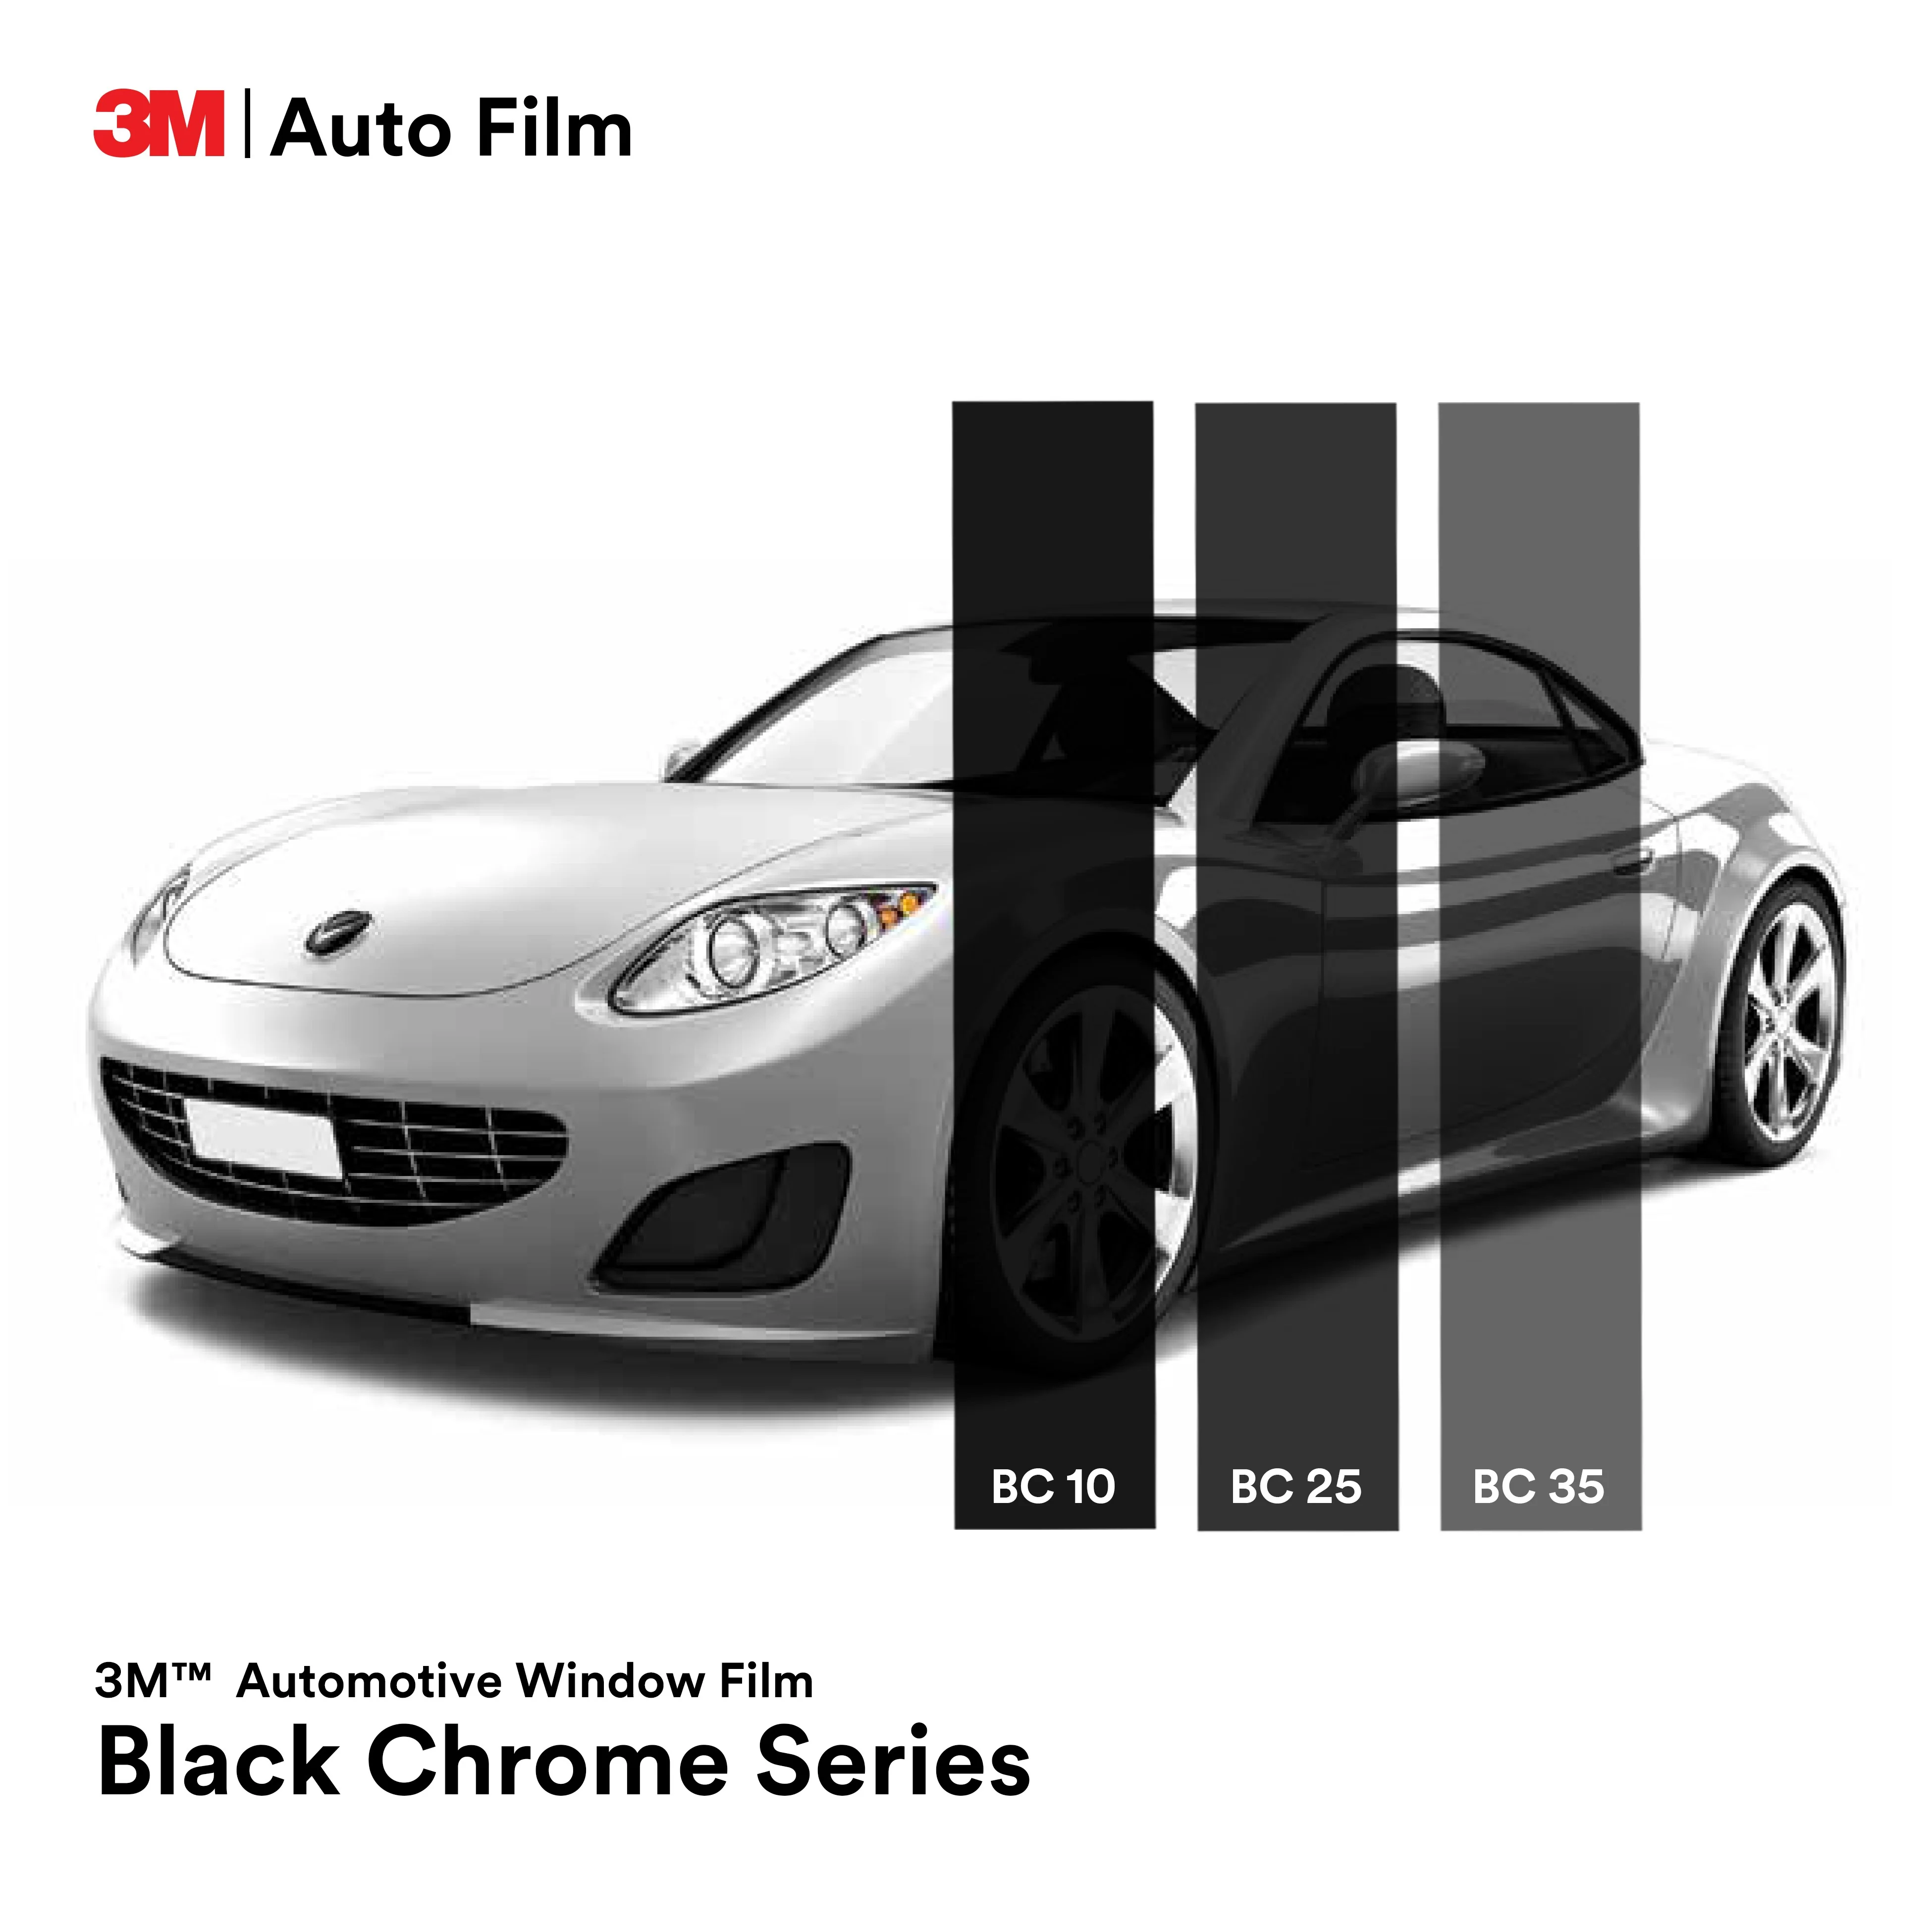 3M | Auto Film
BC 10
BC 25
BC 35
3M™ Automotive Window Film
Black Chrome Series